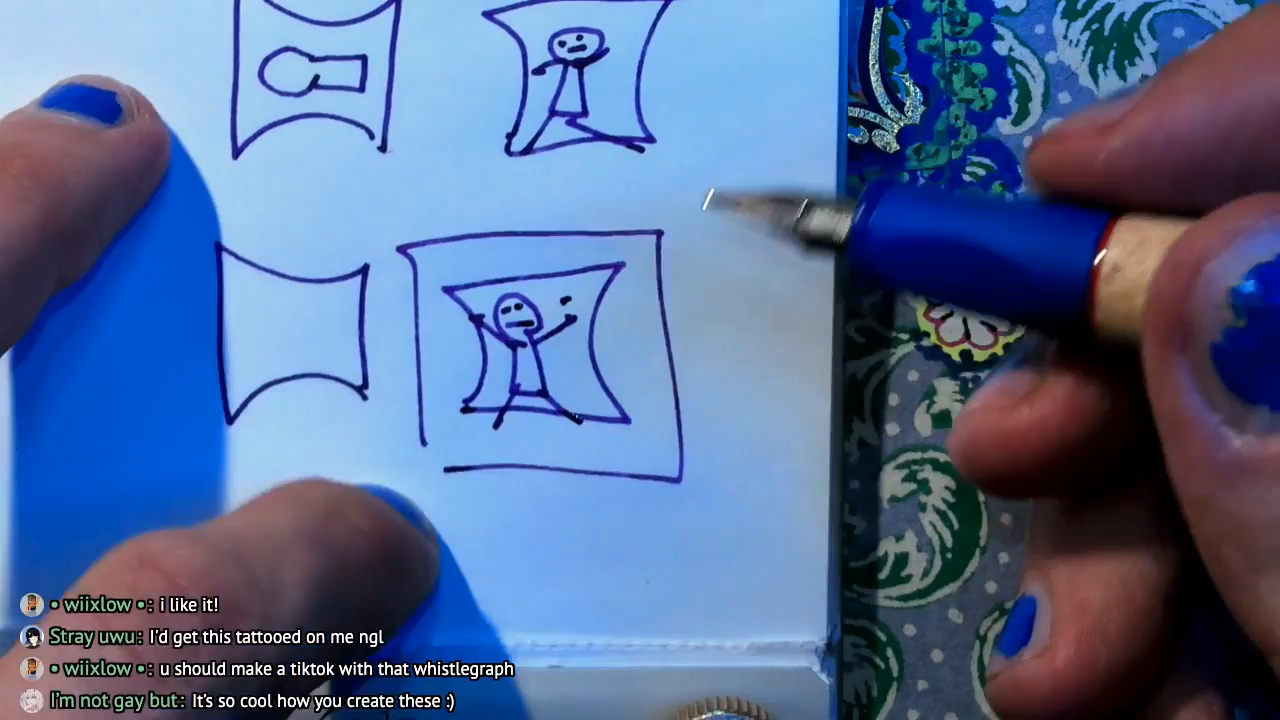 • wiixlow •: i like it!
Stray uwu: I'd get this tattooed on me ngl
• wiixlow •: u should make a tiktok with that whistlegraph
I'm not gay but: It's so cool how you create these :)